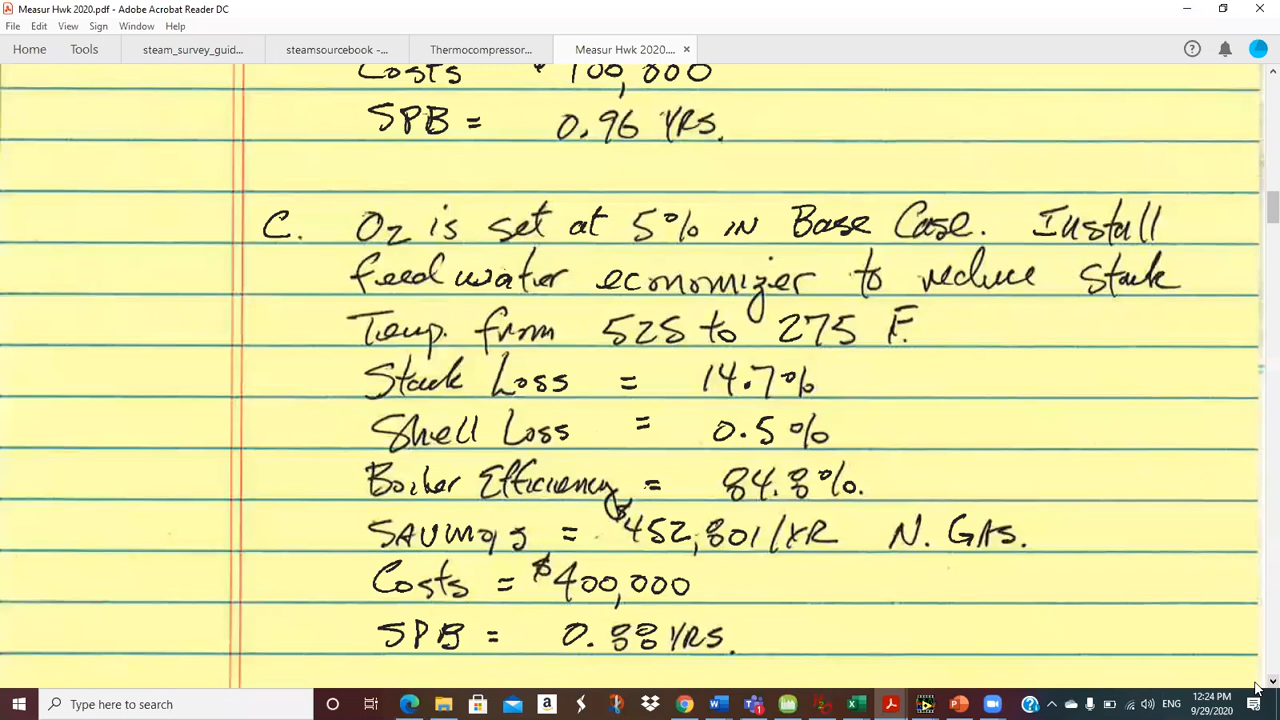 Measur Hwk 2020.pdf - Adobe Acrobat Reader DC
File Edit View Sign Window Help
Home Tools steam_survey_guid... steamsourcebook -... Thermocompressor... Measur Hwk 2020.... ×
Costs $100,000
SPB = 0.96 YRS.
C. O2 is set at 5% in Base Case. Install
feedwater economizer to reduce Stack
Temp. from 525 to 275 F.
Stack Loss = 14.7%
Shell Loss = 0.5%
Boiler Efficiency = 84.8%.
SAVINGS = $452,801/YR N. GAS.
Costs = $400,000
SPB = 0.88 YRS.
Type here to search
ENG
12:24 PM
9/29/2020